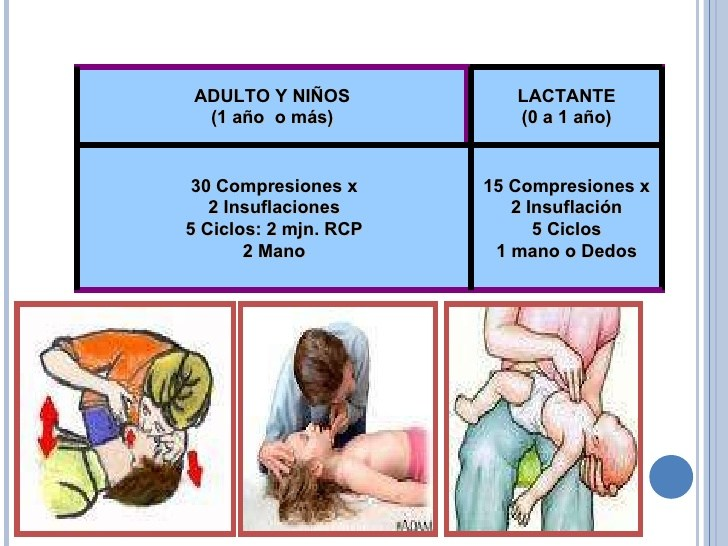 ADULTO Y NIÑOS
(1 año o más)
LACTANTE
(0 a 1 año)
30 Compresiones x
2 Insuflaciones
5 Ciclos: 2 mjn. RCP
2 Mano
15 Compresiones x
2 Insuflación
5 Ciclos
1 mano o Dedos
ADAM